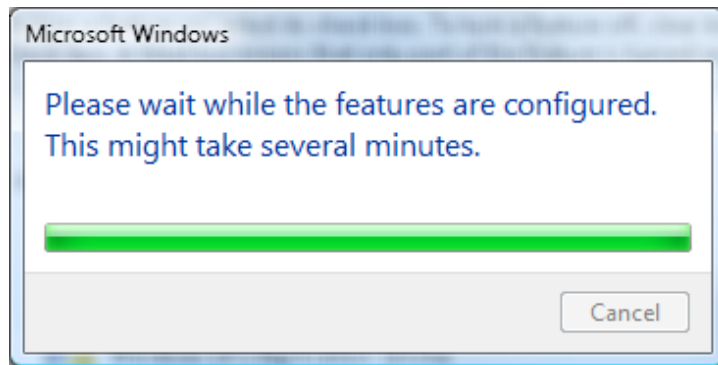 Microsoft Windows
Please wait while the features are configured.
This might take several minutes.
Cancel